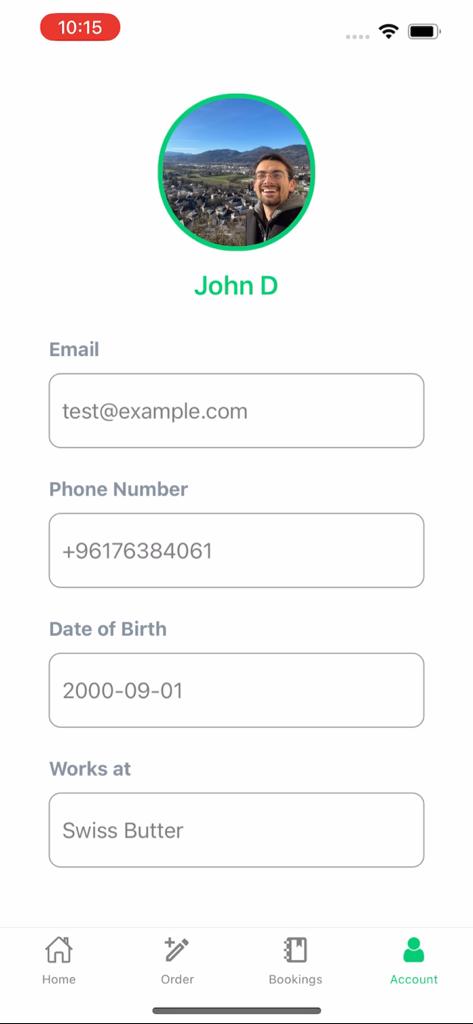 10:15
John D
Email
test@example.com
Phone Number
+96176384061
Date of Birth
2000-09-01
Works at
Swiss Butter
Home
Order
Bookings
Account